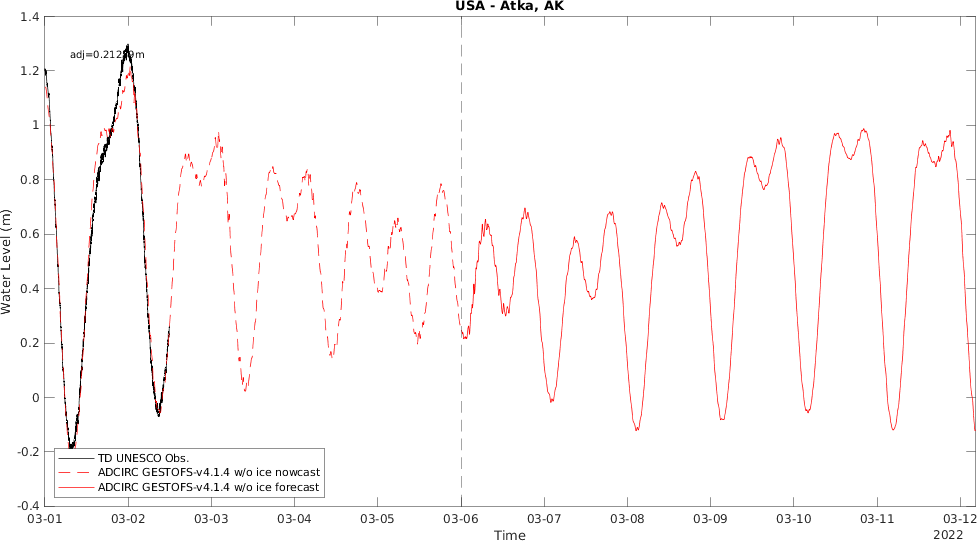 USA - Atka, AK
1.4
1.2
1
0.8
0.6
0.4
0.2
0
-0.2
-0.4
Water Level (m)
TD UNESCO Obs.
ADCIRC GESTOFS-v4.1.4 w/o ice nowcast
ADCIRC GESTOFS-v4.1.4 w/o ice forecast
03-01 03-02 03-03 03-04 03-05 03-06 03-07 03-08 03-09 03-10 03-11 03-12
Time
2022